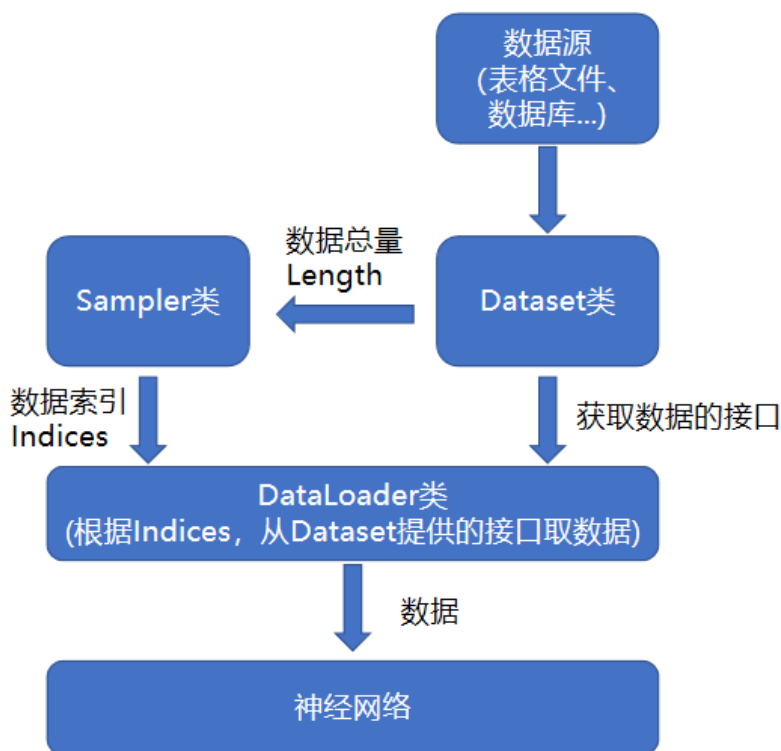 数据源
(表格文件、
数据库...)
数据总量
Length
Sampler类
Dataset类
数据索引
Indices
获取数据的接口
DataLoader类
(根据Indices，从Dataset提供的接口取数据)
数据
神经网络